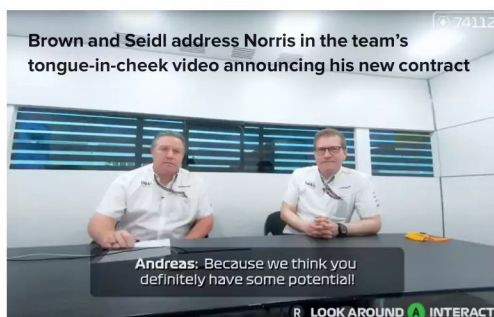 74112
Brown and Seidl address Norris in the team's
tongue-in-cheek video announcing his new contract
Andreas: Because we think you
definitely have some potential!
R LOOK AROUND A INTERACT